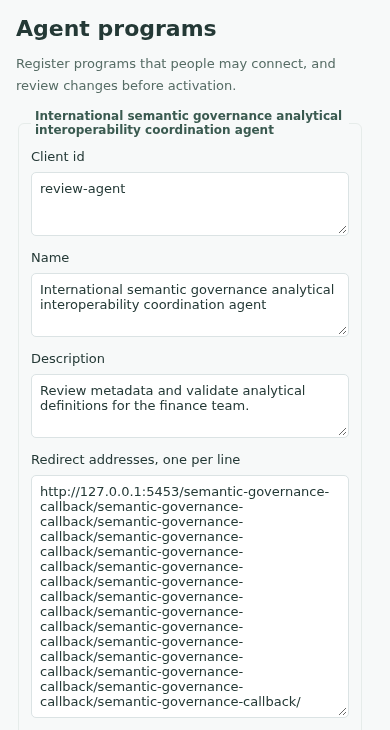 Agent programs
Register programs that people may connect, and
review changes before activation.
International semantic governance analytical
interoperability coordination agent
Client id
review-agent
Name
International semantic governance analytical
interoperability coordination agent
Description
Review metadata and validate analytical
definitions for the finance team.
Redirect addresses, one per line
http://127.0.0.1:5453/semantic-governance-
callback/semantic-governance-
callback/semantic-governance-
callback/semantic-governance-
callback/semantic-governance-
callback/semantic-governance-
callback/semantic-governance-
callback/semantic-governance-
callback/semantic-governance-
callback/semantic-governance-
callback/semantic-governance-
callback/semantic-governance-
callback/semantic-governance-
callback/semantic-governance-
callback/semantic-governance-callback/